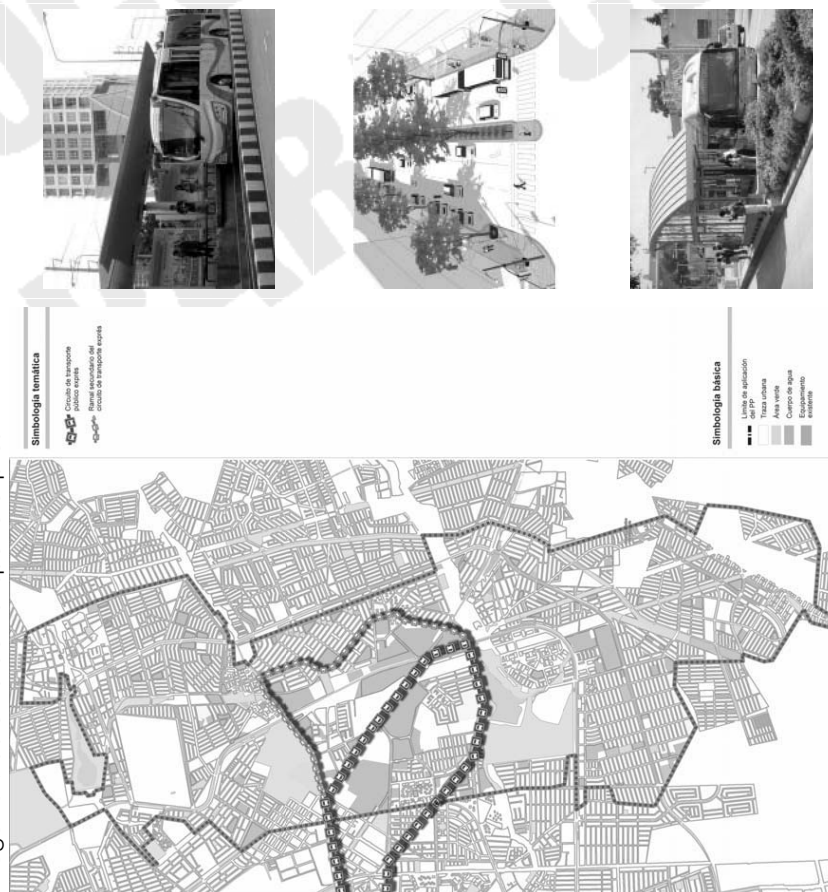 Simbología temática
Circuito de transporte
público exprés
Ramal secundario del
circuito de transporte exprés
Simbología básica
Límite de aplicación
del PP
Traza urbana
Área verde
Cuerpo de agua
Equipamiento
existente